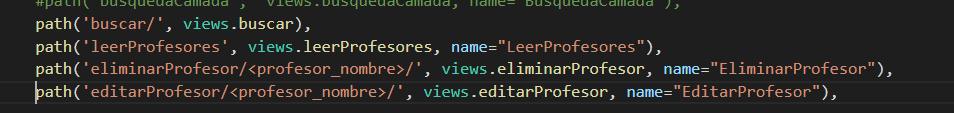 #path('busquedaCamada', views.busquedaCamada, name="BusquedaCamada"),
path('buscar/', views.buscar),
path('leerProfesores', views.leerProfesores, name="LeerProfesores"),
path('eliminarProfesor/<profesor_nombre>/', views.eliminarProfesor, name="EliminarProfesor"),
path('editarProfesor/<profesor_nombre>/', views.editarProfesor, name="EditarProfesor"),